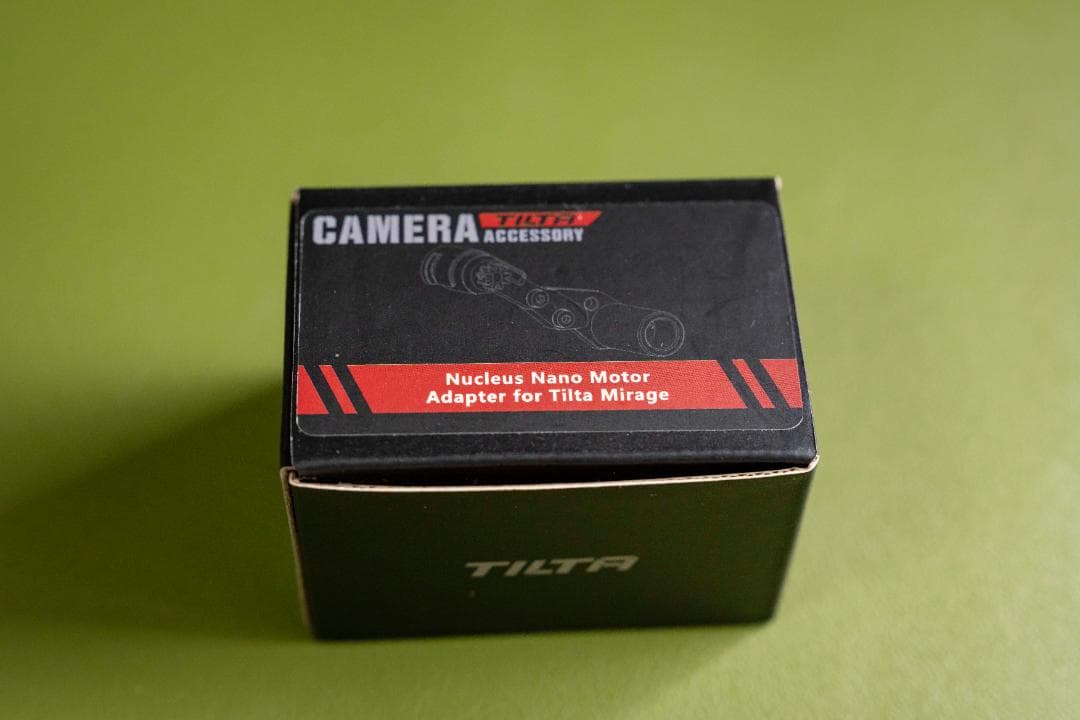 CAMERA TILTA
ACCESSORY
Nucleus Nano Motor
Adapter for Tilta Mirage
TILTA